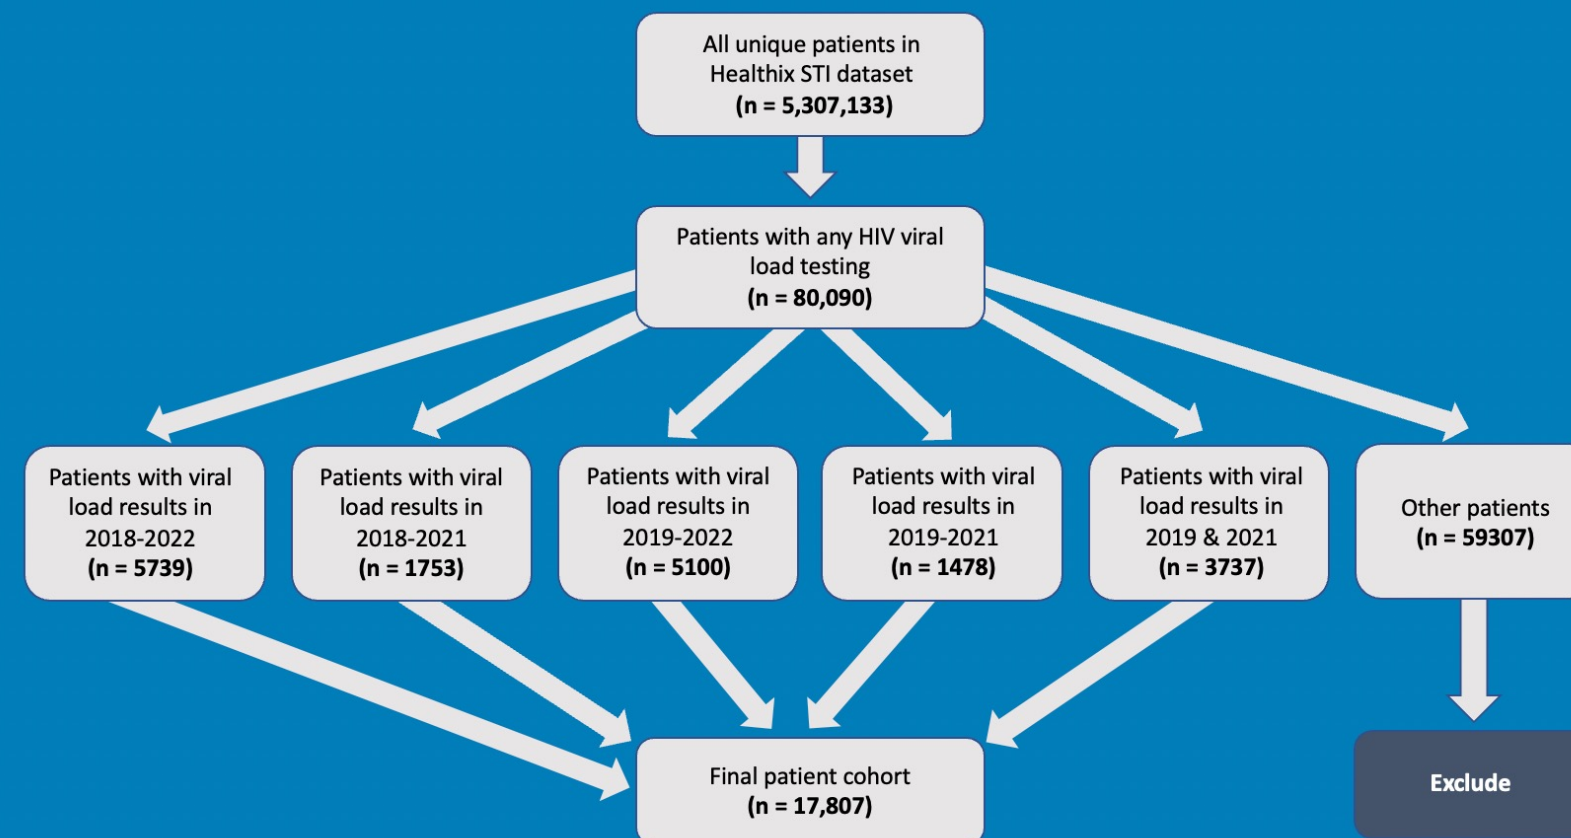 All unique patients in
Healthix STI dataset
(n = 5,307,133)
Patients with any HIV viral
load testing
(n = 80,090)
Patients with viral
load results in
2018-2022
(n = 5739)
Patients with viral
load results in
2018-2021
(n = 1753)
Patients with viral
load results in
2019-2022
(n = 5100)
Patients with viral
load results in
2019-2021
(n = 1478)
Patients with viral
load results in
2019 & 2021
(n = 3737)
Other patients
(n = 59307)
Final patient cohort
(n = 17,807)
Exclude